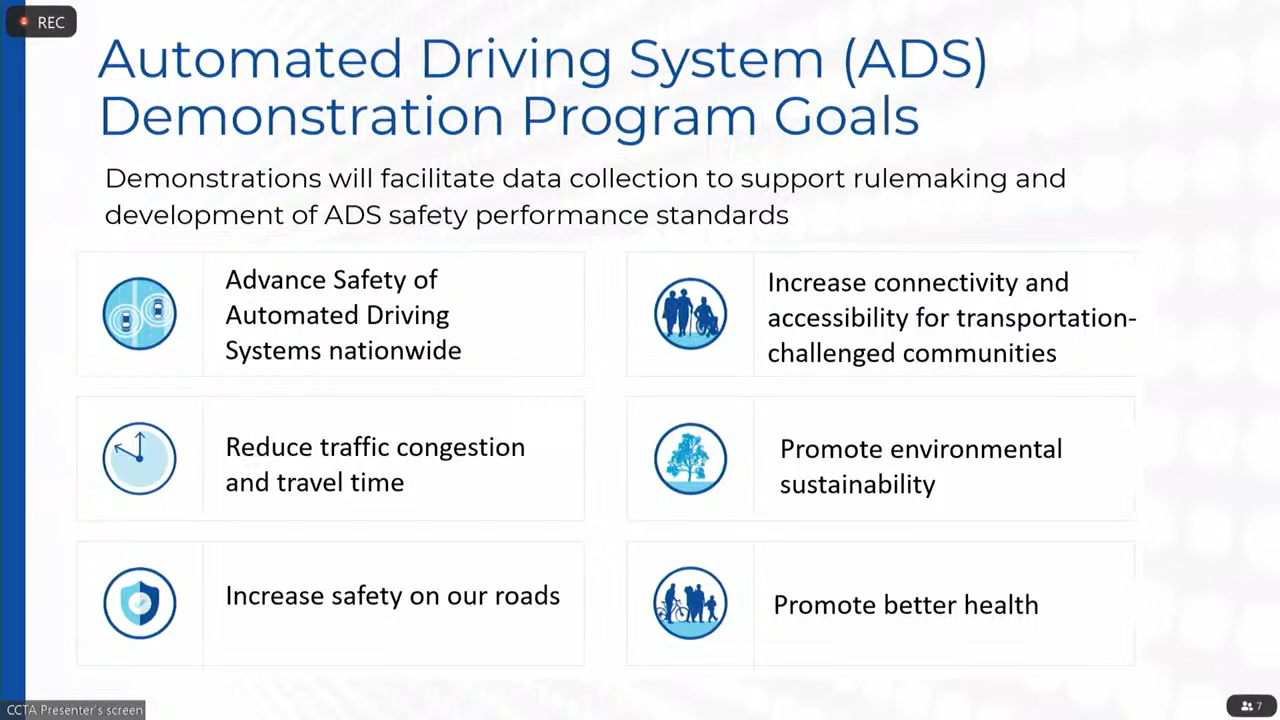 REC
Automated Driving System (ADS)
Demonstration Program Goals
Demonstrations will facilitate data collection to support rulemaking and
development of ADS safety performance standards
Advance Safety of
Automated Driving
Systems nationwide
Increase connectivity and
accessibility for transportation-
challenged communities
Reduce traffic congestion
and travel time
Promote environmental
sustainability
Increase safety on our roads
Promote better health
CCTA Presenter's screen
7